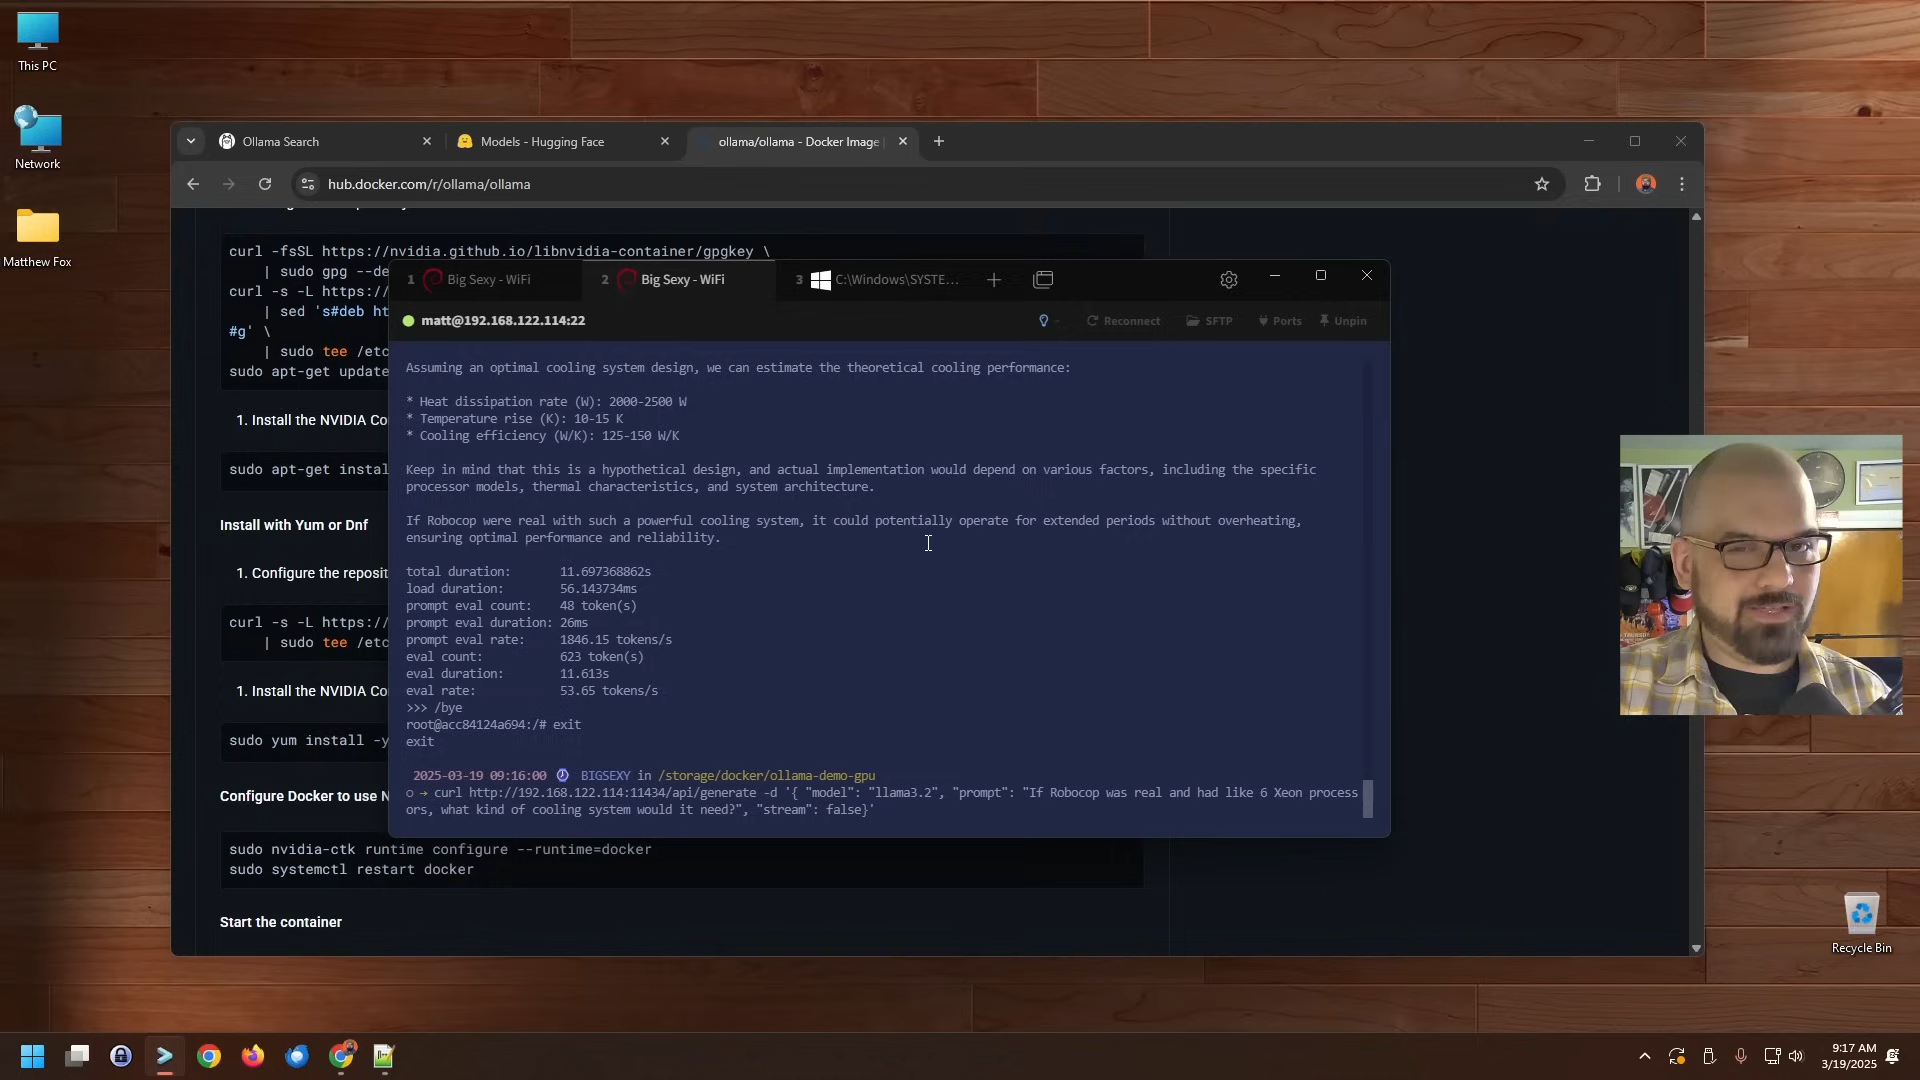 This PC
Network
Matthew Fox
Ollama Search
Models - Hugging Face
ollama/ollama - Docker Image
hub.docker.com/r/ollama/ollama
curl -fsSL https://nvidia.github.io/libnvidia-container/gpgkey \
| sudo gpg --de
curl -s -L https:/
| sed 's#deb ht
#g' \
| sudo tee /etc
sudo apt-get update
1. Install the NVIDIA Co
sudo apt-get instal
Install with Yum or Dnf
1. Configure the reposit
curl -s -L https:/
| sudo tee /etc
1. Install the NVIDIA Co
sudo yum install -y
Configure Docker to use N
sudo nvidia-ctk runtime configure --runtime=docker
sudo systemctl restart docker
Start the container
1 Big Sexy - WiFi
2 Big Sexy - WiFi
3 C:\Windows\SYSTE...
matt@192.168.122.114:22
Reconnect
SFTP
Ports
Unpin
Assuming an optimal cooling system design, we can estimate the theoretical cooling performance:
* Heat dissipation rate (W): 2000-2500 W
* Temperature rise (K): 10-15 K
* Cooling efficiency (W/K): 125-150 W/K
Keep in mind that this is a hypothetical design, and actual implementation would depend on various factors, including the specific
processor models, thermal characteristics, and system architecture.
If Robocop were real with such a powerful cooling system, it could potentially operate for extended periods without overheating,
ensuring optimal performance and reliability.
total duration: 11.697368862s
load duration: 56.143734ms
prompt eval count: 48 token(s)
prompt eval duration: 26ms
prompt eval rate: 1846.15 tokens/s
eval count: 623 token(s)
eval duration: 11.613s
eval rate: 53.65 tokens/s
>>> /bye
root@acc84124a694:/# exit
exit
2025-03-19 09:16:00 BIGSEXY in /storage/docker/ollama-demo-gpu
○ → curl http://192.168.122.114:11434/api/generate -d '{ "model": "llama3.2", "prompt": "If Robocop was real and had like 6 Xeon process
ors, what kind of cooling system would it need?", "stream": false}'
Recycle Bin
9:17 AM
3/19/2025